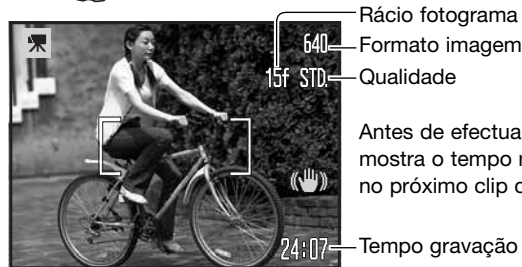 Rácio fotograma
640
Formato imagem
15f STD.
Qualidade
Antes de efectua
mostra o tempo
no próximo clip
24:07
Tempo gravação